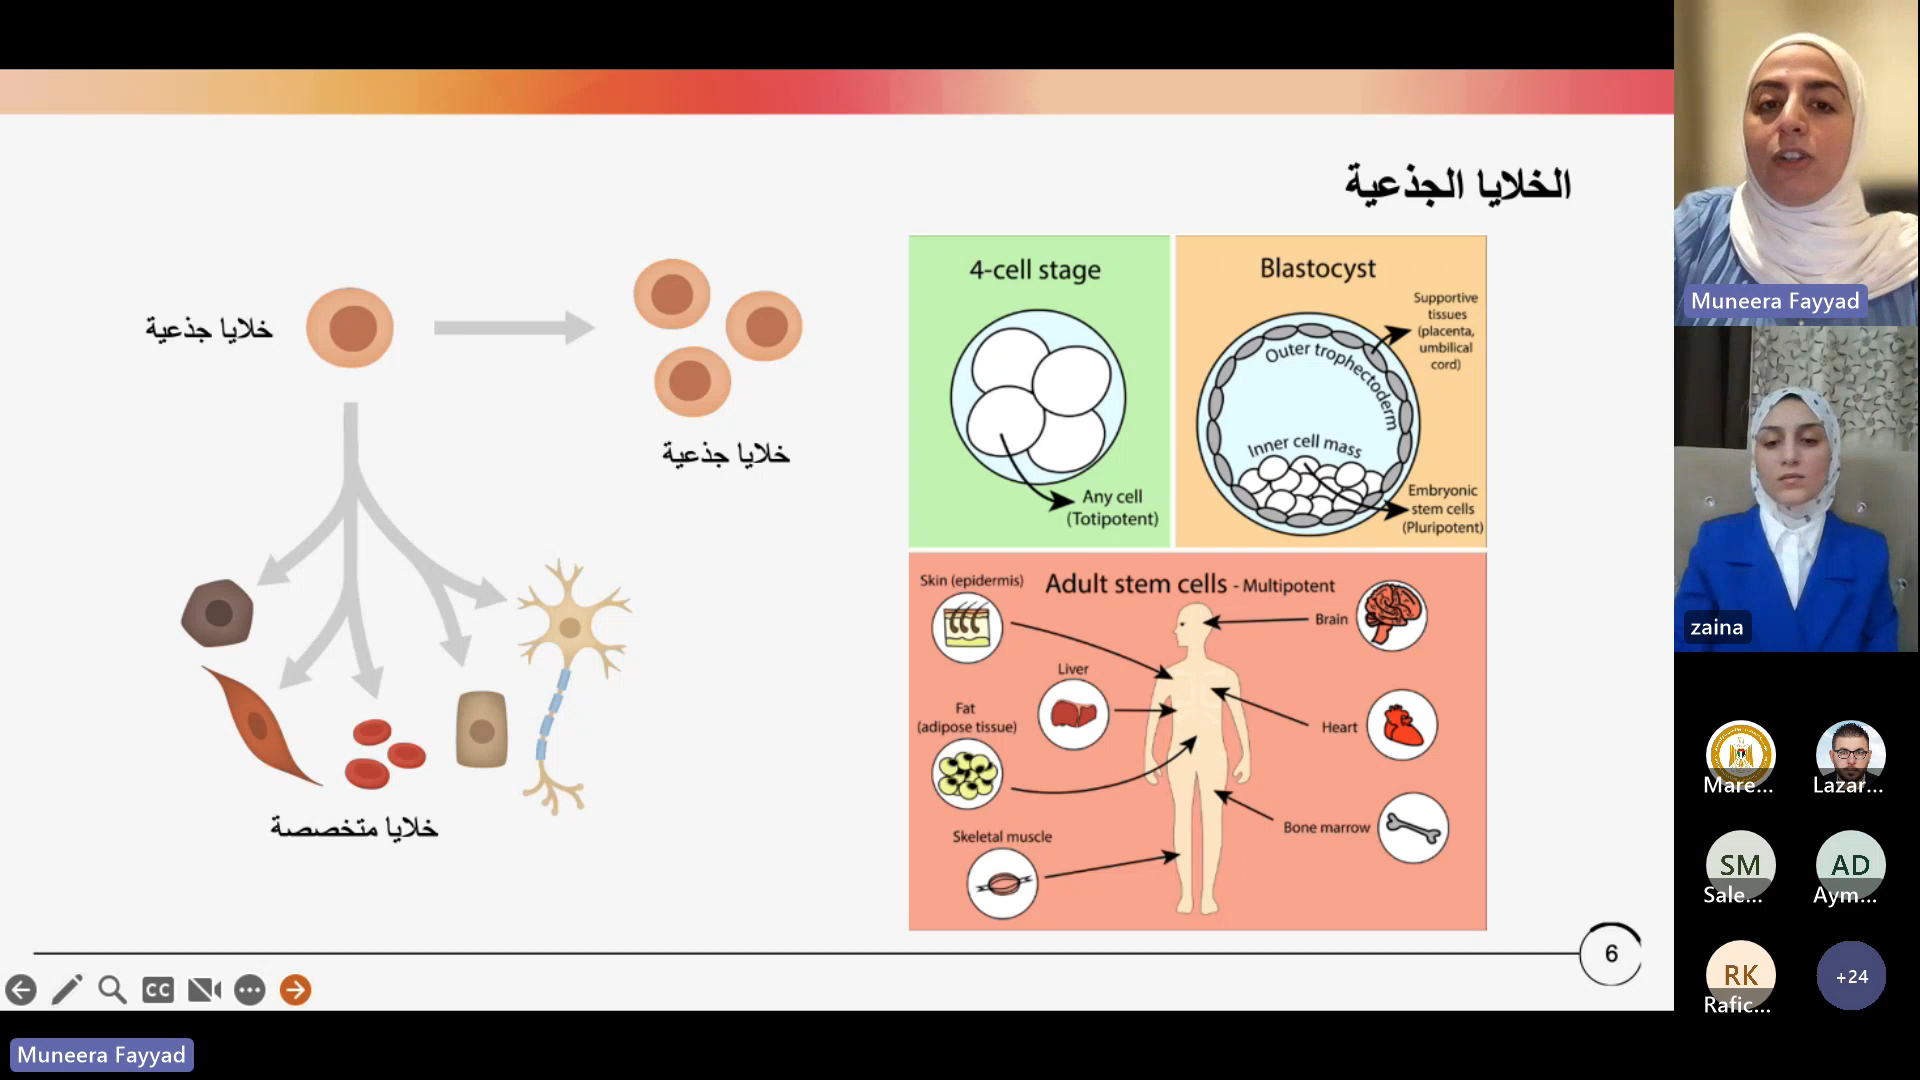 الخلايا الجذعية
خلايا جذعية
خلايا جذعية
خلايا متخصصة
4-cell stage
Any cell
(Totipotent)
Blastocyst
Supportive
tissues
(placenta,
umbilical
cord)
Outer trophectoderm
Inner cell mass
Embryonic
stem cells
(Pluripotent)
Adult stem cells - Multipotent
Skin (epidermis)
Brain
Liver
Fat
(adipose tissue)
Heart
Skeletal muscle
Bone marrow
6
CC
Muneera Fayyad
Muneera Fayyad
zaina
Mare...
Lazar...
SM
Sale...
AD
Aym...
RK
Rafic...
+24